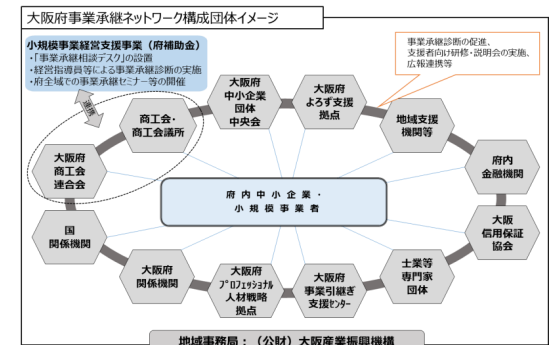 大阪府事業承継ネットワーク構成団体イメージ
小規模事業経営支援事業（府補助金）
・「事業承継相談デスク」の設置
・経営指導員等による事業承継診断の実施
・府全域での事業承継セミナー等の開催
事業承継診断の促進、
支援者向け研修・説明会の実施、
広報連携等
連携
大阪府
中小企業
団体
中央会
大阪府
よろず支援
拠点
商工会・
商工会議所
地域支援
機関等
大阪府
商工会
連合会
府内
金融機関
府内中小企業・
小規模事業者
国
関係機関
大阪
信用保証
協会
大阪府
関係機関
大阪府
プロフェッショナル
人材戦略
拠点
大阪府
事業引継ぎ
支援センター
士業等
専門家
団体
地域事務局：（公財）大阪産業振興機構